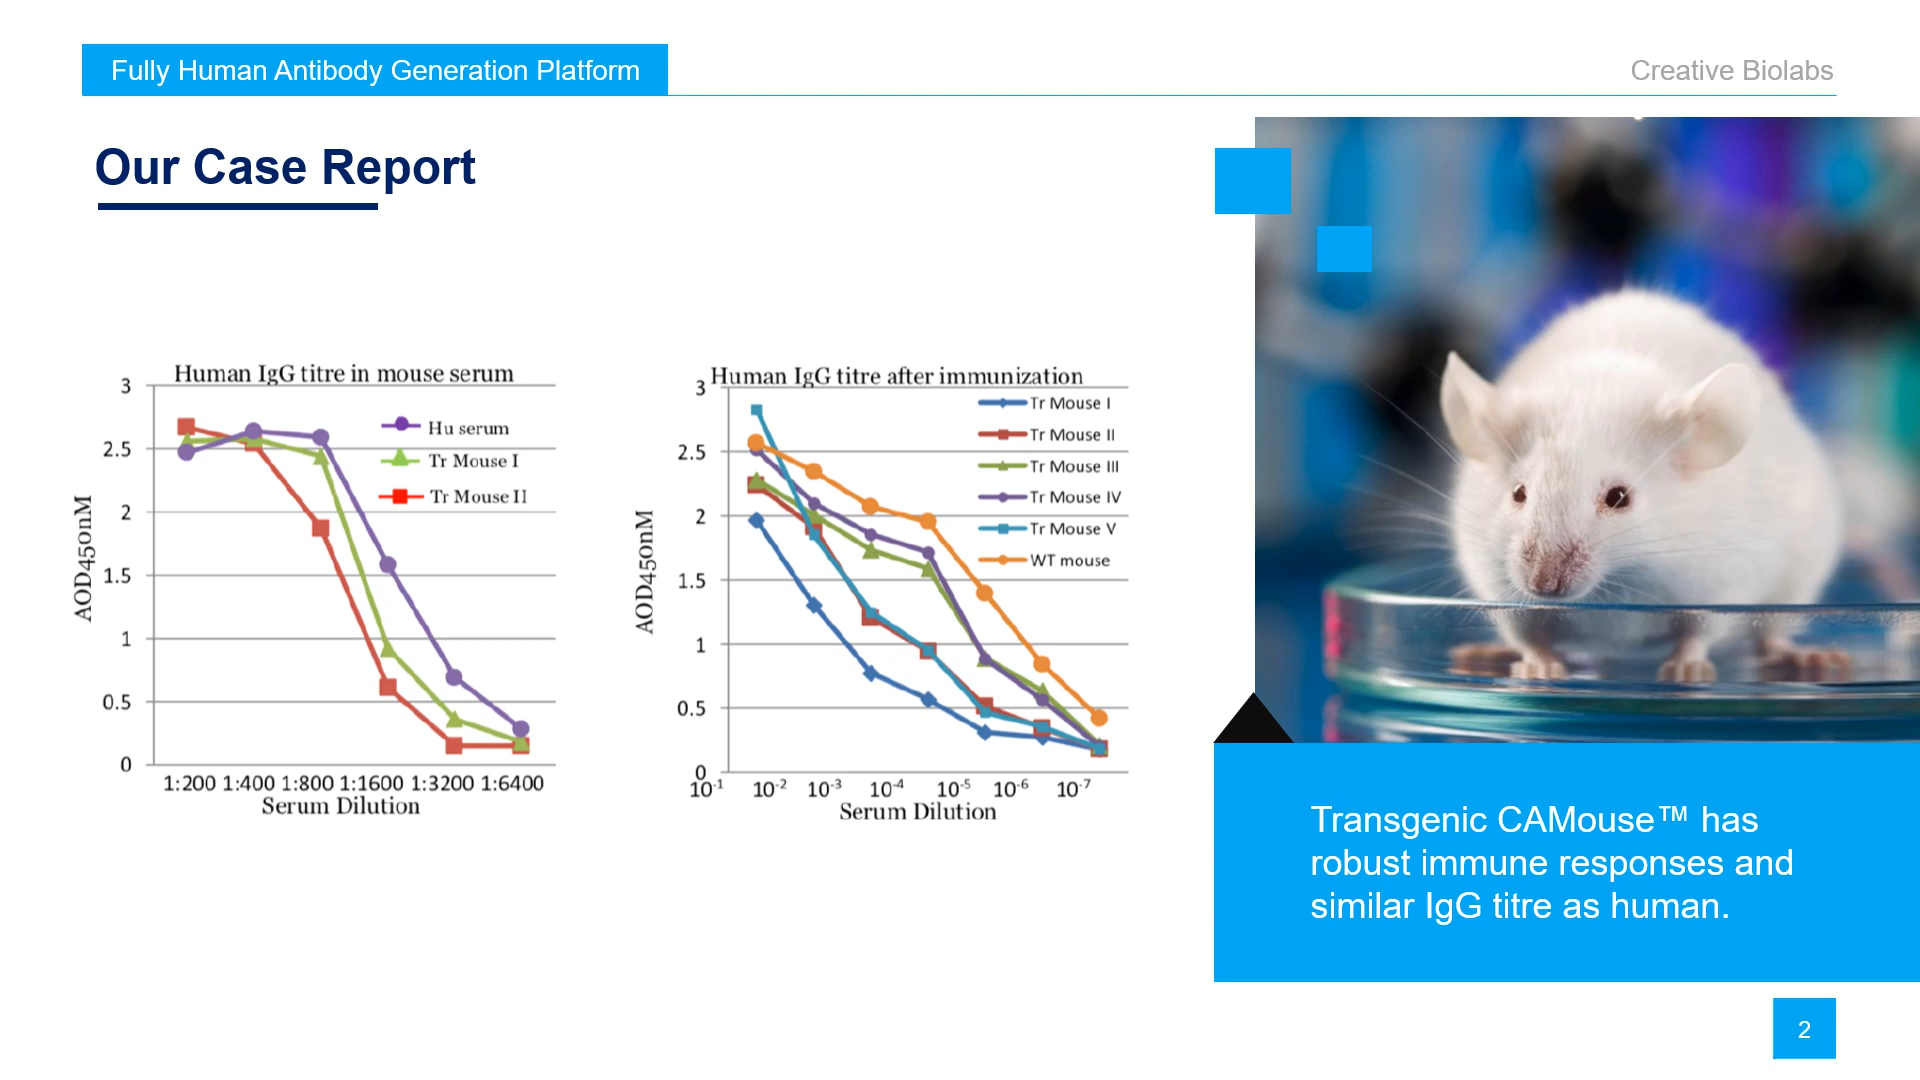 Fully Human Antibody Generation Platform
Creative Biolabs
Our Case Report
Human IgG titre in mouse serum
3
2.5
2
1.5
1
0.5
0
AOD450nM
Hu serum
Tr Mouse I
Tr Mouse II
1:200 1:400 1:800 1:1600 1:3200 1:6400
Serum Dilution
Human IgG titre after immunization
3
2.5
2
1.5
1
0.5
0
AOD450nM
Tr Mouse I
Tr Mouse II
Tr Mouse III
Tr Mouse IV
Tr Mouse V
WT mouse
10⁻¹ 10⁻² 10⁻³ 10⁻⁴ 10⁻⁵ 10⁻⁶ 10⁻⁷
Serum Dilution
Transgenic CAMouse™ has
robust immune responses and
similar IgG titre as human.
2